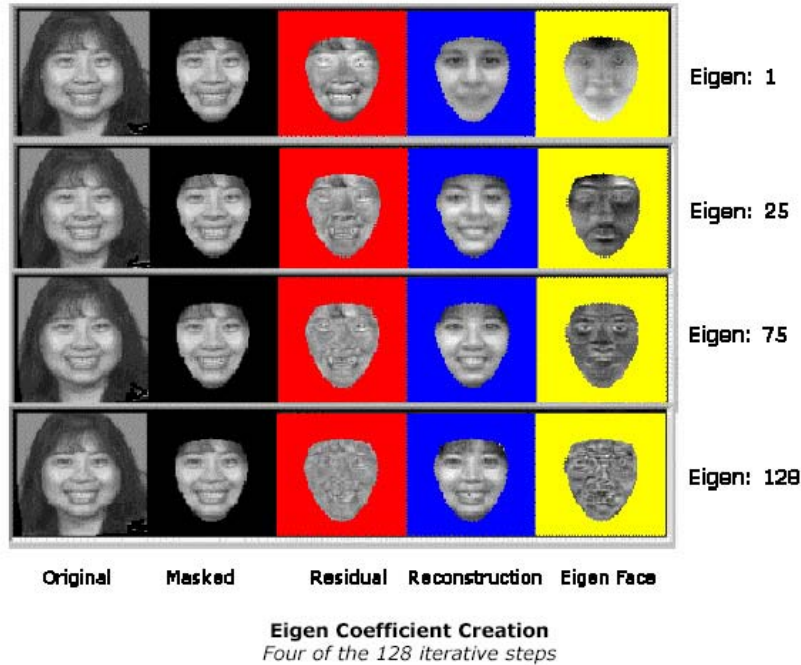 Eigen: 1
Eigen: 25
Eigen: 75
Eigen: 128
Original Masked Residual Reconstruction Eigen Face
Eigen Coefficient Creation
Four of the 128 iterative steps